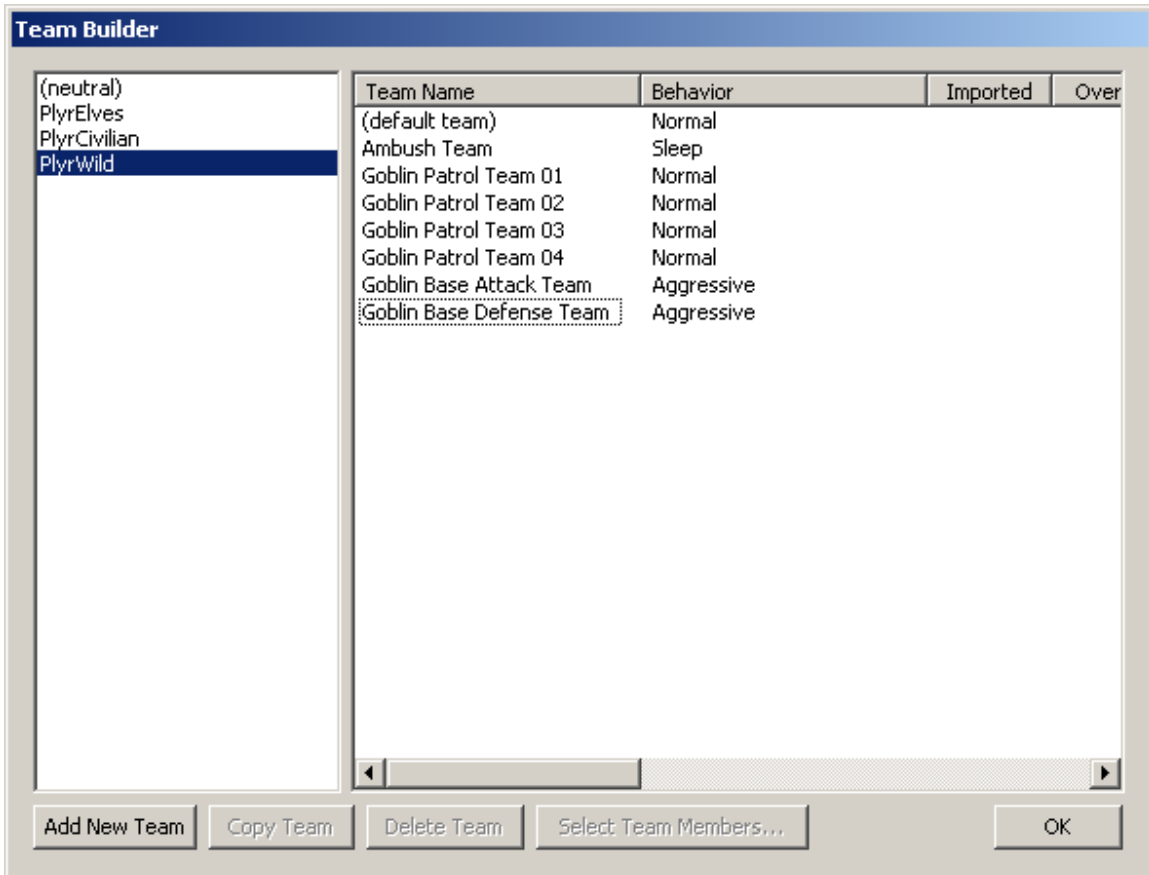 Team Builder
(neutral)
PlyrElves
PlyrCivilian
PlyrWild
Team Name Behavior Imported Over
(default team) Normal
Ambush Team Sleep
Goblin Patrol Team 01 Normal
Goblin Patrol Team 02 Normal
Goblin Patrol Team 03 Normal
Goblin Patrol Team 04 Normal
Goblin Base Attack Team Aggressive
Goblin Base Defense Team Aggressive
Add New Team Copy Team Delete Team Select Team Members... OK